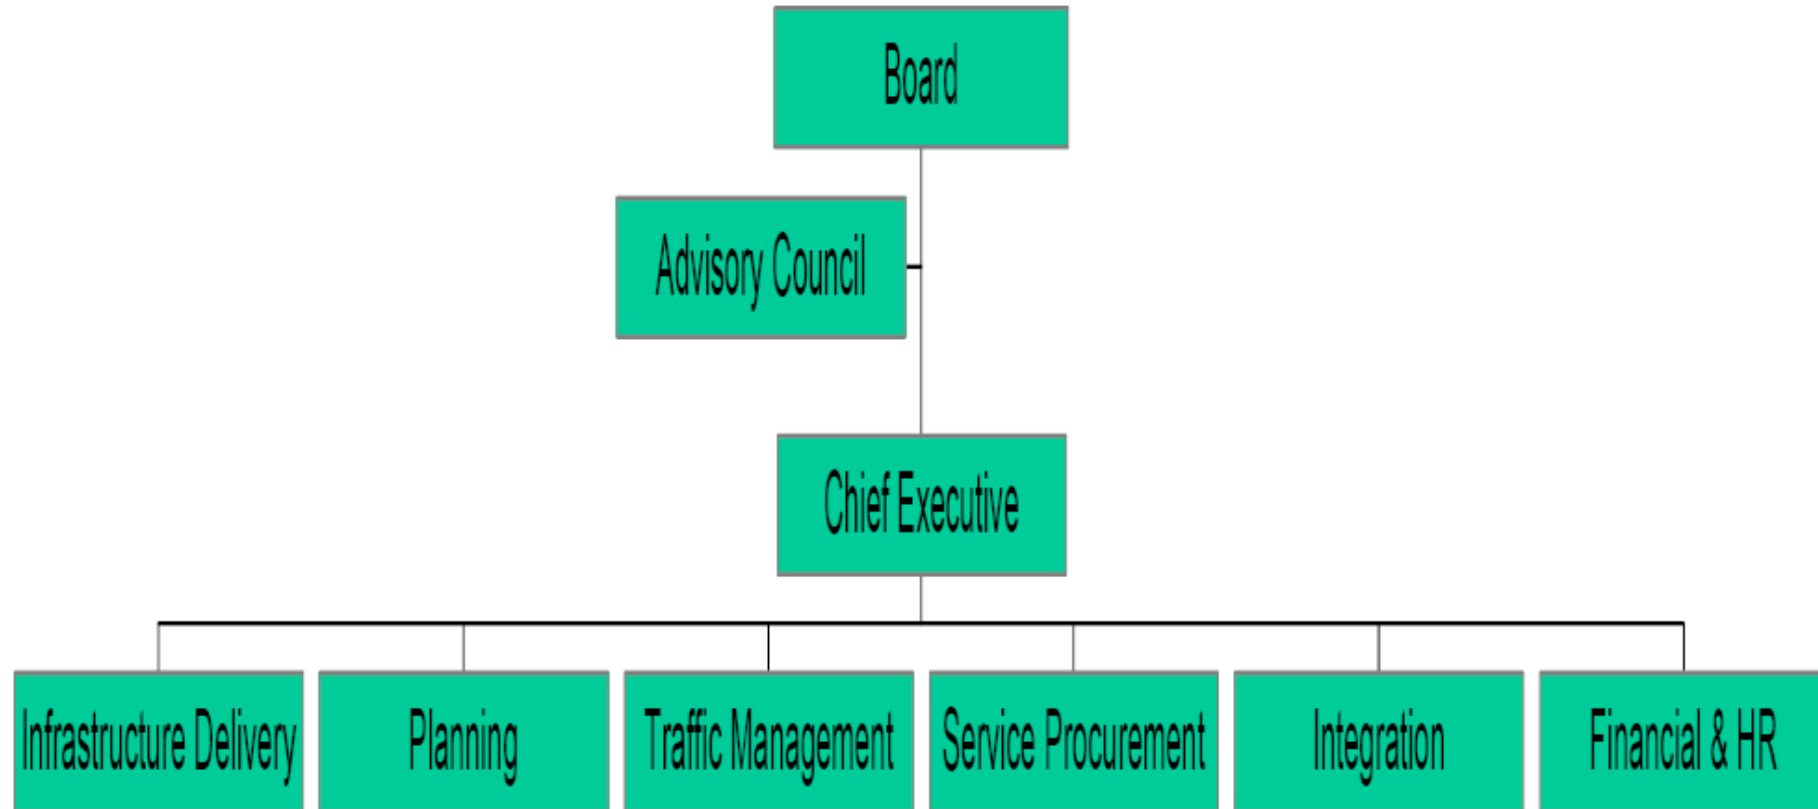 Board
Advisory Council
Chief Executive
Infrastructure Delivery
Planning
Traffic Management
Service Procurement
Integration
Financial & HR